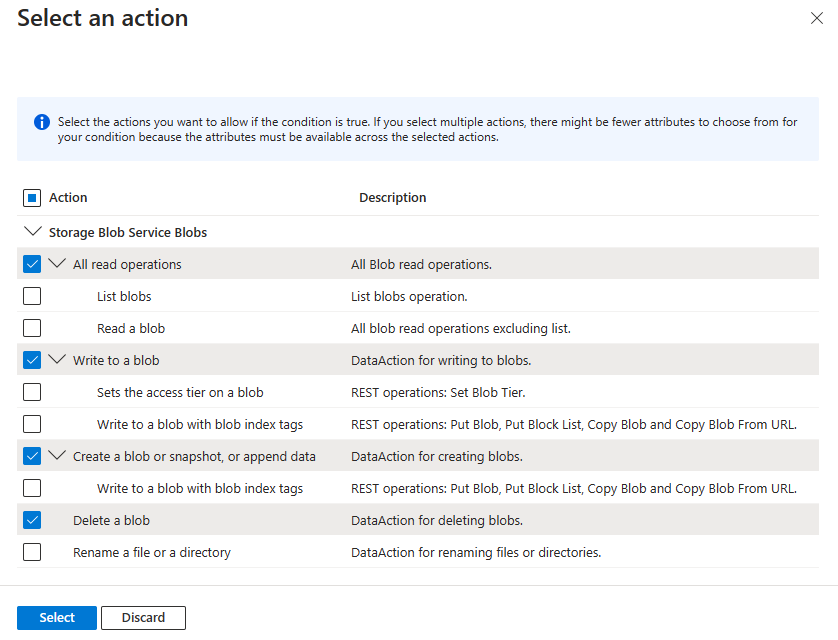 Select an action
Select the actions you want to allow if the condition is true. If you select multiple actions, there might be fewer attributes to choose from for
your condition because the attributes must be available across the selected actions.
Action Description
Storage Blob Service Blobs
All read operations All Blob read operations.
List blobs List blobs operation.
Read a blob All blob read operations excluding list.
Write to a blob DataAction for writing to blobs.
Sets the access tier on a blob REST operations: Set Blob Tier.
Write to a blob with blob index tags REST operations: Put Blob, Put Block List, Copy Blob and Copy Blob From URL.
Create a blob or snapshot, or append data DataAction for creating blobs.
Write to a blob with blob index tags REST operations: Put Blob, Put Block List, Copy Blob and Copy Blob From URL.
Delete a blob DataAction for deleting blobs.
Rename a file or a directory DataAction for renaming files or directories.
Select Discard